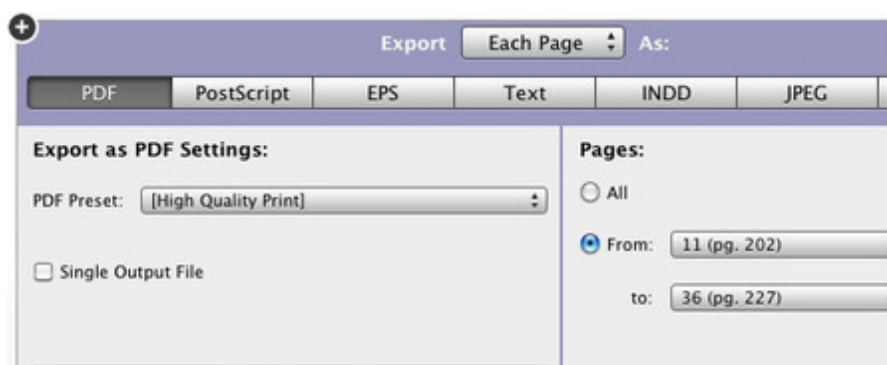 Export Each Page As:
PDF PostScript EPS Text INDD JPEG
Export as PDF Settings:
PDF Preset: [High Quality Print]
Single Output File
Pages:
All
From: 11 (pg. 202)
to: 36 (pg. 227)